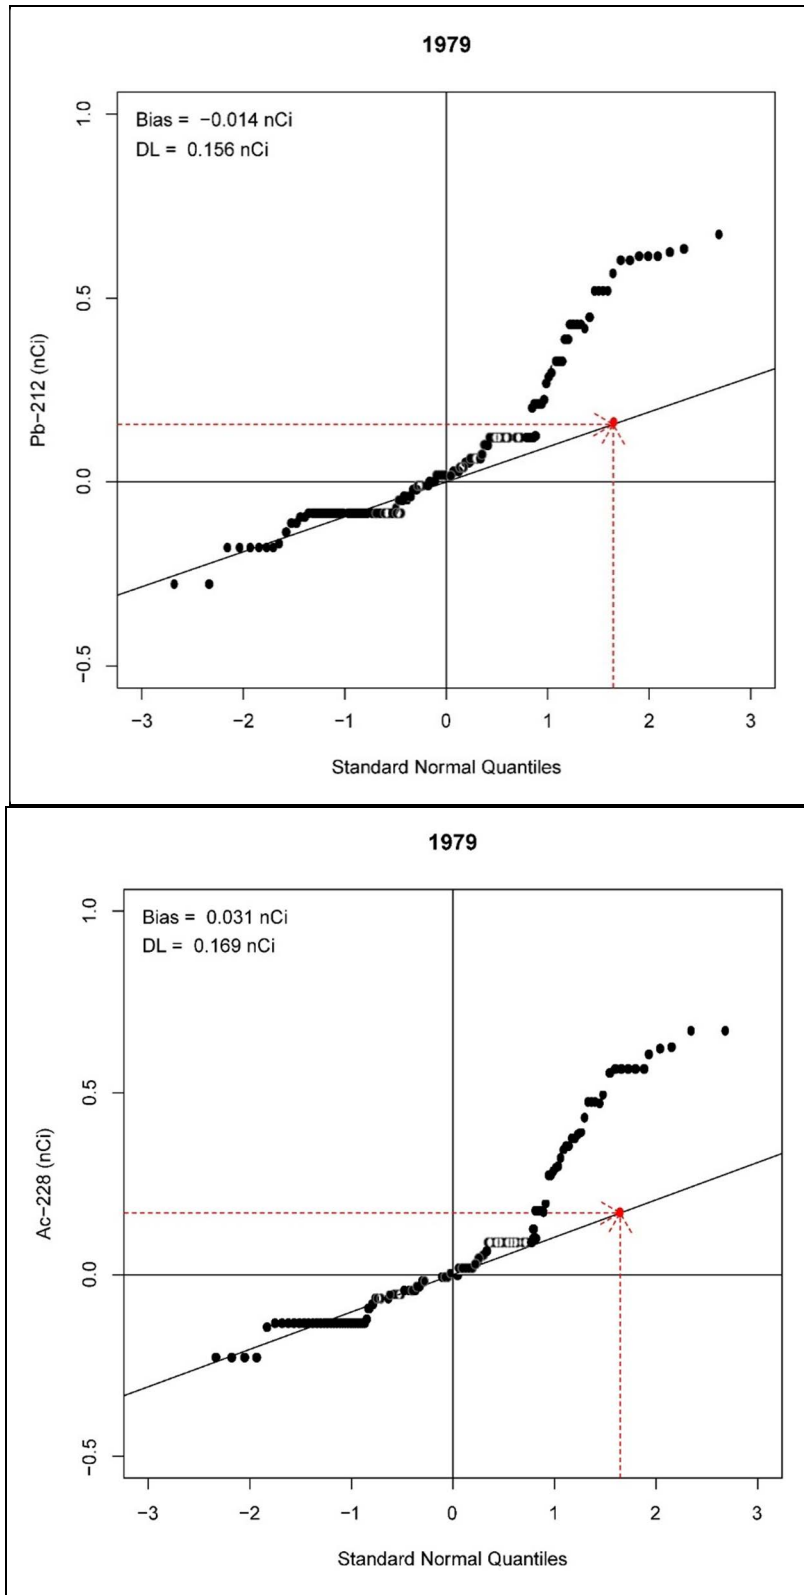 1979
Bias = −0.014 nCi
DL = 0.156 nCi
1.0
0.5
0.0
−0.5
Pb−212 (nCi)
−3 −2 −1 0 1 2 3
Standard Normal Quantiles
1979
Bias = 0.031 nCi
DL = 0.169 nCi
1.0
0.5
0.0
−0.5
Ac−228 (nCi)
−3 −2 −1 0 1 2 3
Standard Normal Quantiles